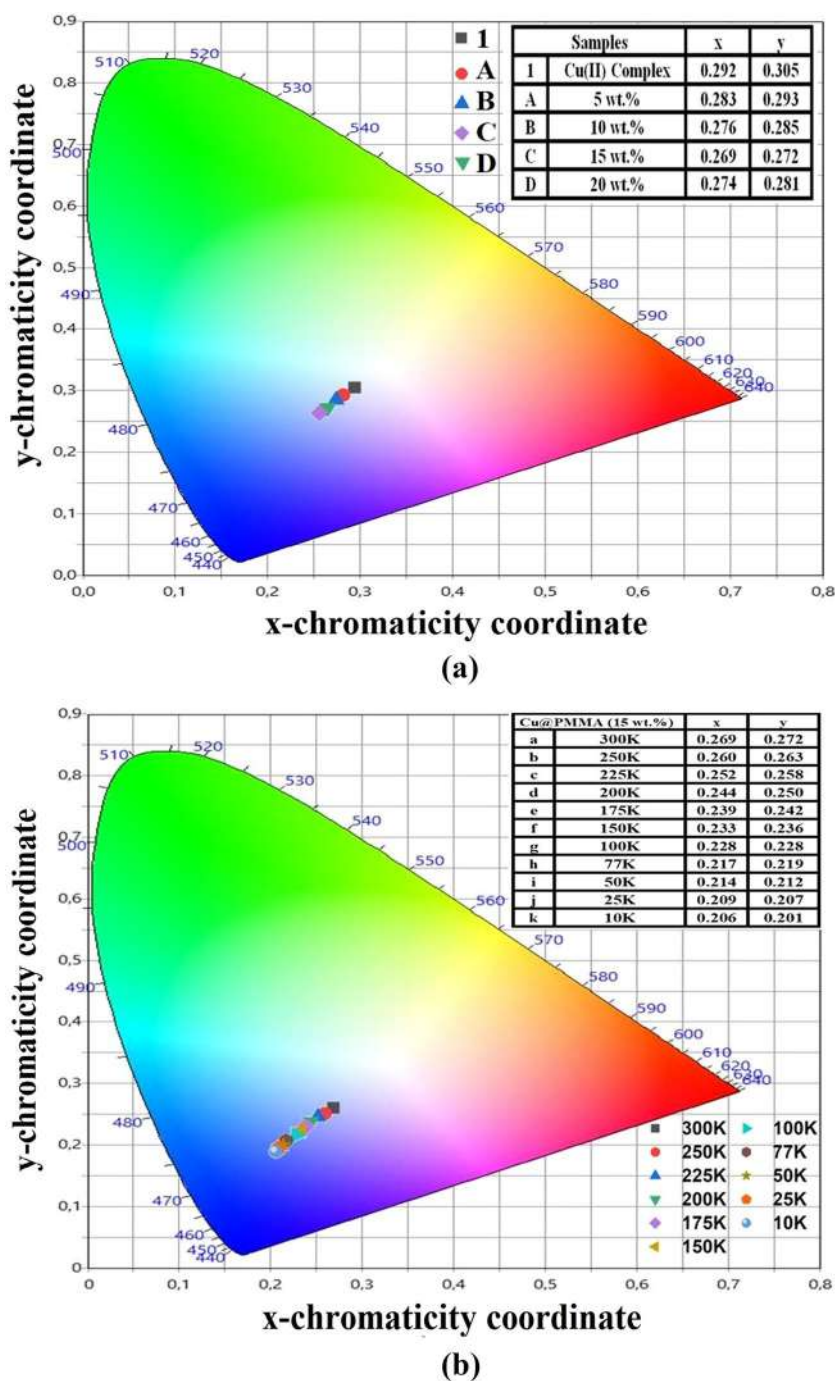 0,9
0,8
0,7
0,6
0,5
0,4
0,3
0,2
0,1
0,0
y-chromaticity coordinate
0,0 0,1 0,2 0,3 0,4 0,5 0,6 0,7 0,8
x-chromaticity coordinate
510 520
530
540
550
560
570
580
590
600
610
620
630
640
500
490
480
470
460
450
440
1
A
B
C
D
Samples x y
1 Cu(II) Complex 0.292 0.305
A 5 wt.% 0.283 0.293
B 10 wt.% 0.276 0.285
C 15 wt.% 0.269 0.272
D 20 wt.% 0.274 0.281
(a)
0,9
0,8
0,7
0,6
0,5
0,4
0,3
0,2
0,1
0
y-chromaticity coordinate
0 0,1 0,2 0,3 0,4 0,5 0,6 0,7 0,8
x-chromaticity coordinate
510 520
530
540
550
560
570
580
590
600
610
620
630
640
500
490
480
470
460
450
440
Cu@PMMA (15 wt.%) x y
a 300K 0.269 0.272
b 250K 0.260 0.263
c 225K 0.252 0.258
d 200K 0.244 0.250
e 175K 0.239 0.242
f 150K 0.233 0.236
g 100K 0.228 0.228
h 77K 0.217 0.219
i 50K 0.214 0.212
j 25K 0.209 0.207
k 10K 0.206 0.201
300K 100K
250K 77K
225K 50K
200K 25K
175K 10K
150K
(b)